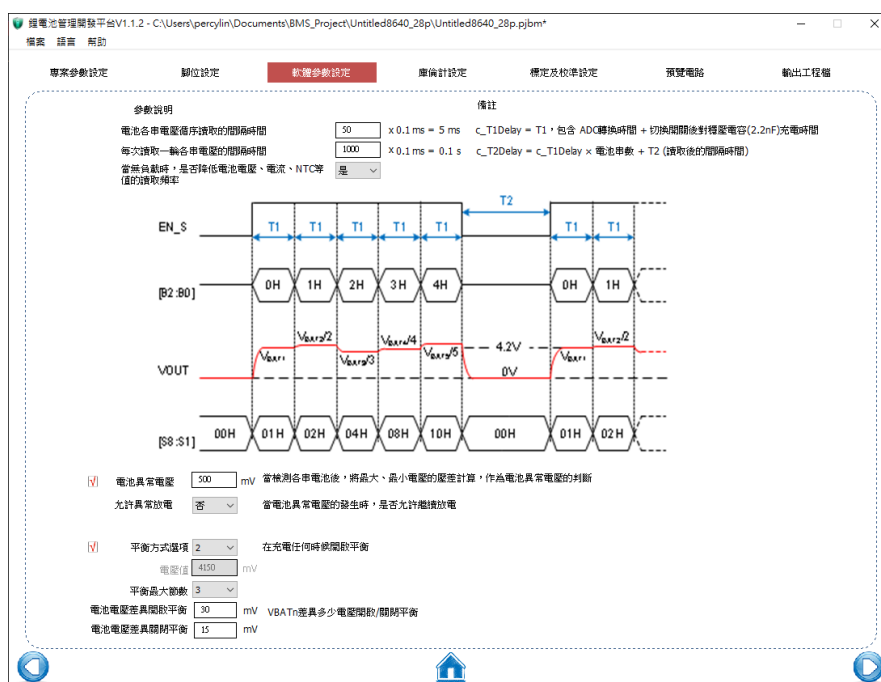 鋰電池管理開發平台V1.1.2 - C:\Users\percylin\Documents\BMS_Project\Untitled8640_28p\Untitled8640_28p.pjbm*
檔案 語言 幫助
專案參數設定 腳位設定 軟體參數設定 庫倫計設定 標定及校準設定 預覽電路 輸出工程檔
參數說明 備註
電池各串電壓循序讀取的間隔時間 50 x 0.1 ms = 5 ms c_T1Delay = T1，包含 ADC轉換時間 + 切換開關後對穩壓電容(2.2nF)充電時間
每次讀取一輪各串電壓的間隔時間 1000 x 0.1 ms = 0.1 s c_T2Delay = c_T1Delay × 電池串數 + T2 (讀取後的間隔時間)
當無負載時，是否降低電池電壓、電流、NTC等 是
值的讀取頻率
T2
EN_S T1 T1 T1 T1 T1 T1 T1
[B2:B0] 0H 1H 2H 3H 4H 0H 1H
VBAT1 VBAT2/2 VBAT3/3 VBAT4/4 VBAT5/5 4.2V VBAT1 VBAT2/2
VOUT 0V
[S8:S1] 00H 01H 02H 04H 08H 10H 00H 01H 02H
電池異常電壓 500 mV 當檢測各串電池後，將最大、最小電壓的壓差計算，作為電池異常電壓的判斷
允許異常放電 否 當電池異常電壓的發生時，是否允許繼續放電
平衡方式選項 2 在充電任何時候開啟平衡
電壓值 4150 mV
平衡最大節數 3
電池電壓差異開啟平衡 30 mV VBATn差異多少電壓開啟/關閉平衡
電池電壓差異關閉平衡 15 mV